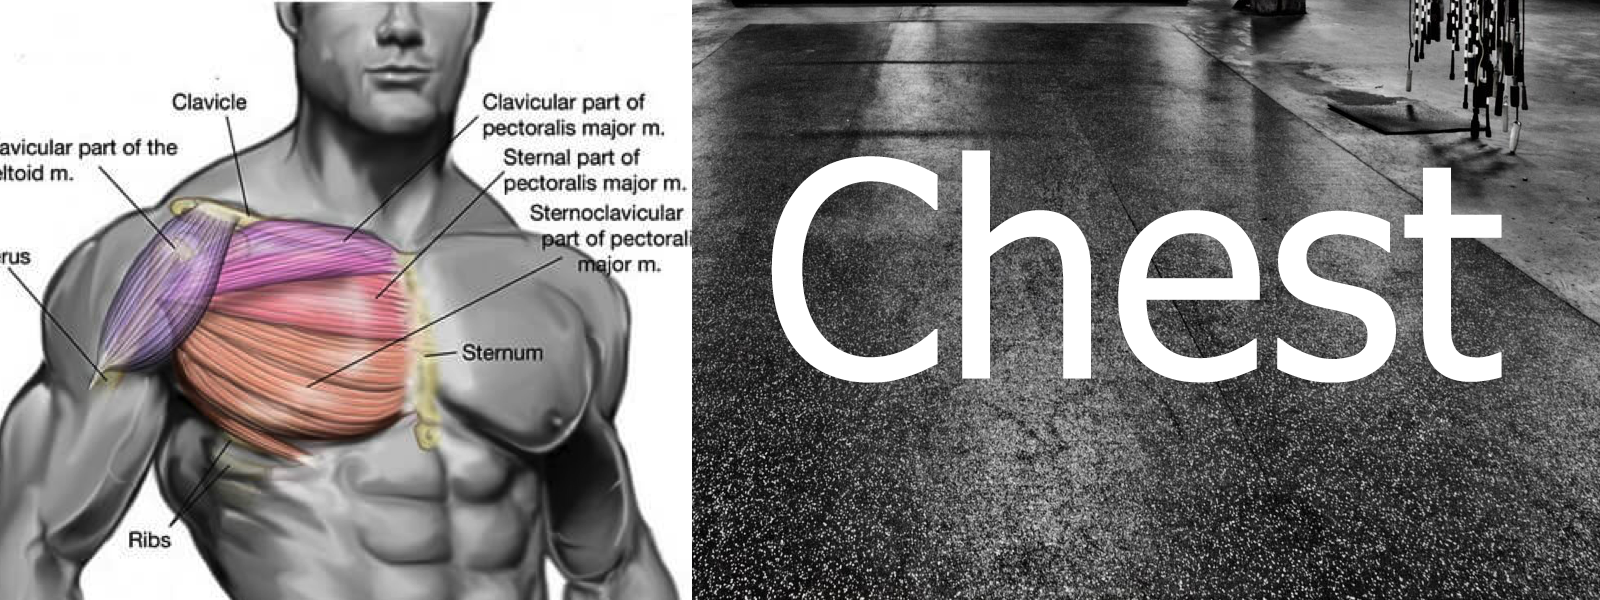 Clavicle
avicular part of the
eltoid m.
erus
Clavicular part of
pectoralis major m.
Sternal part of
pectoralis major m.
Sternoclavicular
part of pectorali
major m.
Sternum
Ribs
Chest